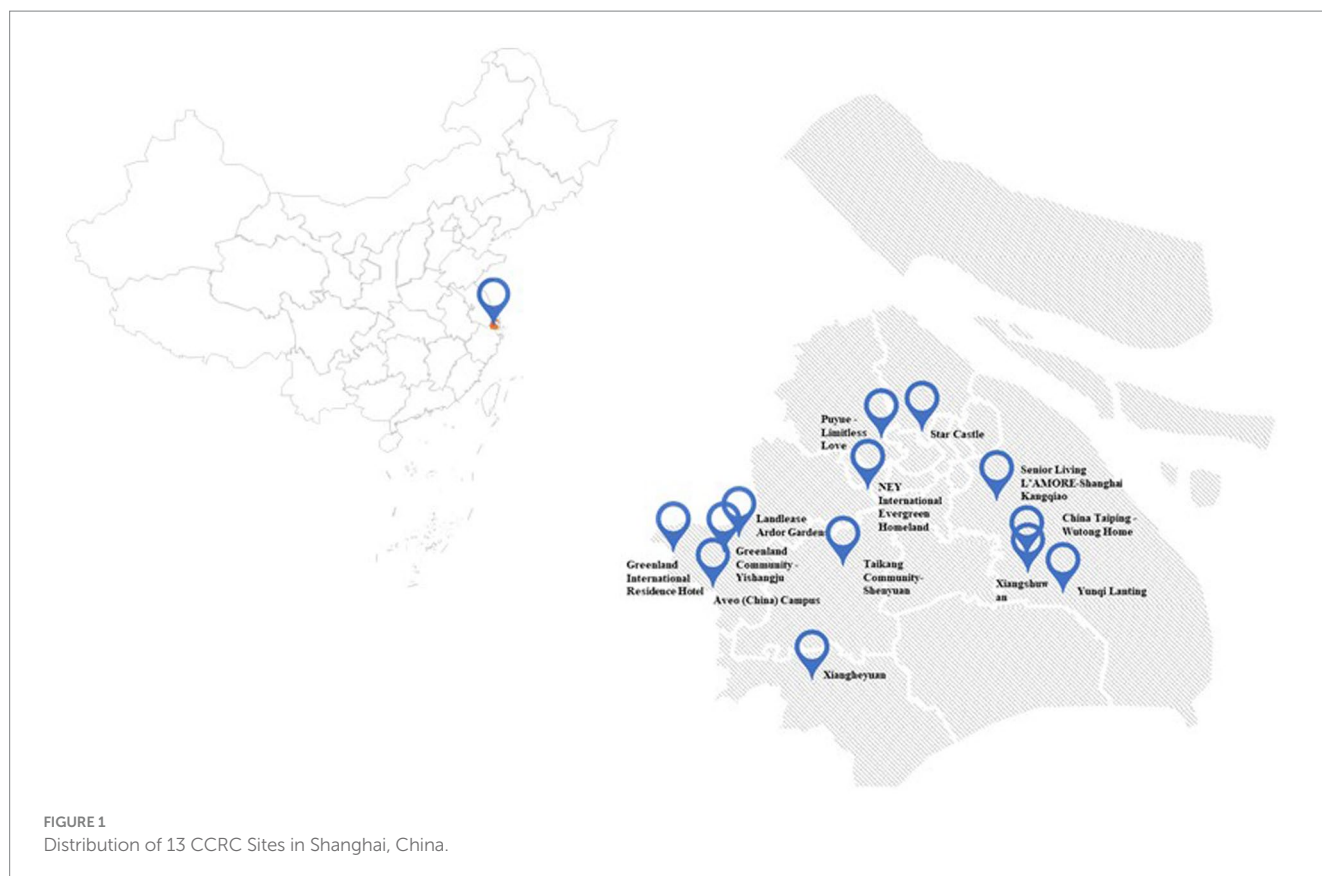 Puyue -
Limitless
Love
Star Castle
NEY
International
Evergreen
Homeland
Senior Living
L"AMORE-Shanghai
Kangqiao
China Taiping -
Wutong Home
Landlease
Ardor Gardens
Greenland
Community -
Yishangju
Greenland
International
Residence Hotel
Aveo (China) Campus
Taikang
Community-
Shenyuan
Xiangshuw
an
Yunqi Lanting
Xiangheyuan
FIGURE 1
Distribution of 13 CCRC Sites in Shanghai, China.